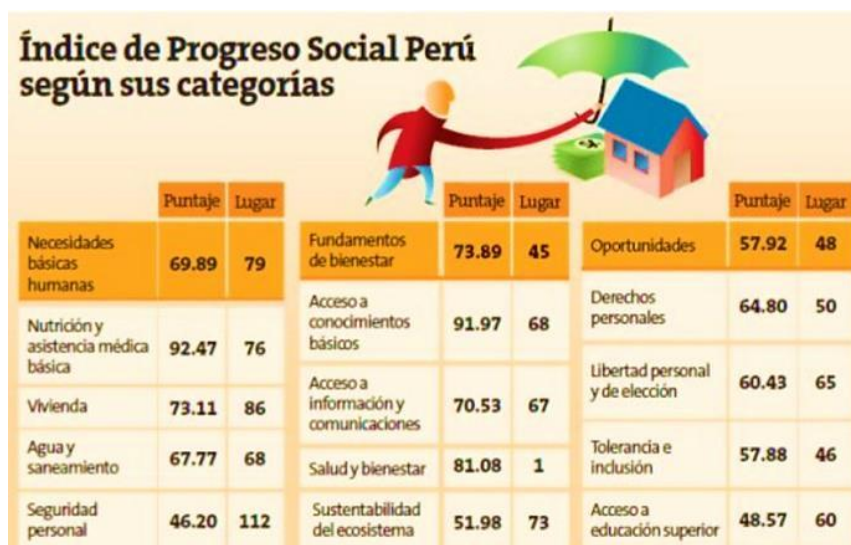 Índice de Progreso Social Perú
según sus categorías
Puntaje Lugar
Necesidades
básicas
humanas
69.89 79
Nutrición y
asistencia médica
básica
92.47 76
Vivienda 73.11 86
Agua y
saneamiento
67.77 68
Seguridad
personal
46.20 112
Puntaje Lugar
Fundamentos
de bienestar
73.89 45
Acceso a
conocimientos
básicos
91.97 68
Acceso a
información y
comunicaciones
70.53 67
Salud y bienestar 81.08 1
Sustentabilidad
del ecosistema
51.98 73
Puntaje Lugar
Oportunidades 57.92 48
Derechos
personales
64.80 50
Libertad personal
y de elección
60.43 65
Tolerancia e
inclusión
57.88 46
Acceso a
educación superior
48.57 60